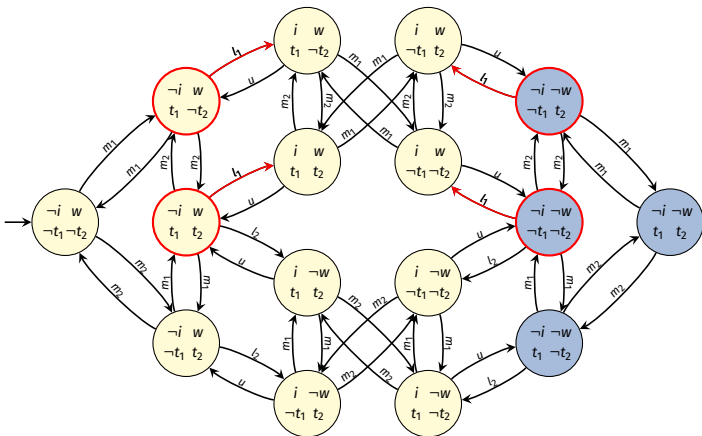 i w
t₁ ¬t₂
i w
¬t₁ t₂
l₁
u
m₁
m₁
u
l₁
¬i w
t₁ ¬t₂
m₂
m₂
m₂
m₂
¬i ¬w
¬t₁ t₂
m₁
m₁
m₁
m₁
m₁
m₁
i w
t₁ t₂
i w
¬t₁ ¬t₂
m₂
m₂
l₁
u
u
l₁
m₂
m₂
¬i w
¬t₁ ¬t₂
¬i w
t₁ t₂
¬i ¬w
¬t₁ ¬t₂
¬i ¬w
t₁ t₂
l₂
u
u
l₂
m₂
m₂
m₂
m₂
i ¬w
t₁ t₂
i ¬w
¬t₁ ¬t₂
m₁
m₁
m₂
m₂
m₁
m₁
¬i w
¬t₁ t₂
m₁
m₁
m₁
m₁
¬i ¬w
t₁ ¬t₂
l₂
u
m₂
m₂
u
l₂
i ¬w
¬t₁ t₂
i ¬w
t₁ ¬t₂